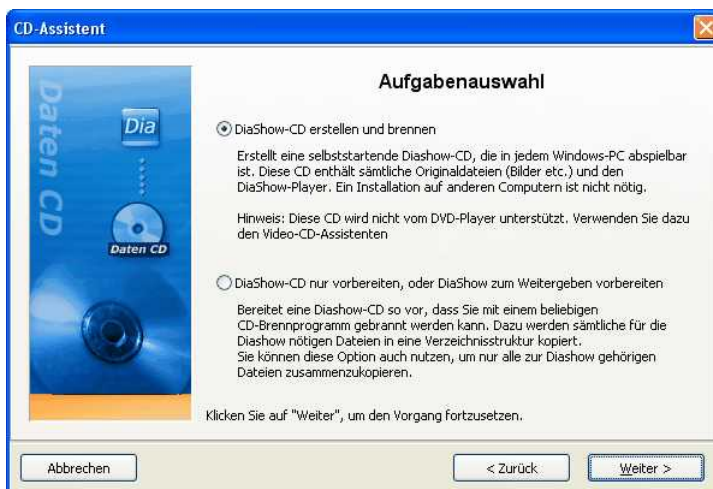 CD-Assistent
Daten CD
Dia
Daten CD
Aufgabenauswahl
DiaShow-CD erstellen und brennen
Erstellt eine selbststartende Diashow-CD, die in jedem Windows-PC abspielbar
ist. Diese CD enthält sämtliche Originaldateien (Bilder etc.) und den
DiaShow-Player. Ein Installation auf anderen Computern ist nicht nötig.
Hinweis: Diese CD wird nicht vom DVD-Player unterstützt. Verwenden Sie dazu
den Video-CD-Assistenten
DiaShow-CD nur vorbereiten, oder DiaShow zum Weitergeben vorbereiten
Bereitet eine Diashow-CD so vor, dass Sie mit einem beliebigen
CD-Brennprogramm gebrannt werden kann. Dazu werden sämtliche für die
Diashow nötigen Dateien in eine Verzeichnisstruktur kopiert.
Sie können diese Option auch nutzen, um nur alle zur Diashow gehörigen
Dateien zusammenzukopieren.
Klicken Sie auf "Weiter", um den Vorgang fortzusetzen.
Abbrechen
< Zurück
Weiter >